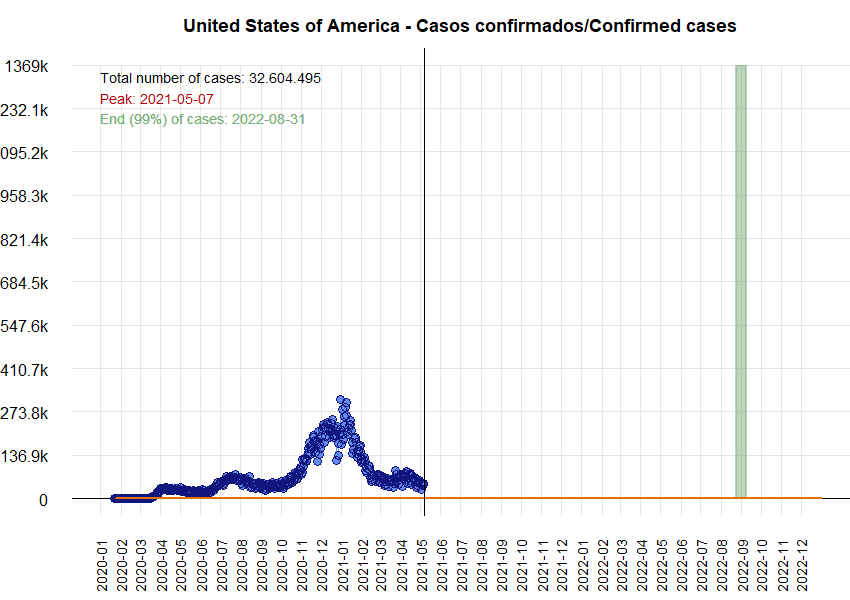 United States of America - Casos confirmados/Confirmed cases
1369k
232.1k
095.2k
958.3k
821.4k
684.5k
547.6k
410.7k
273.8k
136.9k
0
Total number of cases: 32.604.495
Peak: 2021-05-07
End (99%) of cases: 2022-08-31
2020-01
2020-02
2020-03
2020-04
2020-05
2020-06
2020-07
2020-08
2020-09
2020-10
2020-11
2020-12
2021-01
2021-03
2021-04
2021-05
2021-06
2021-07
2021-08
2021-09
2021-10
2021-11
2021-12
2022-01
2022-02
2022-03
2022-04
2022-05
2022-06
2022-07
2022-08
2022-09
2022-10
2022-11
2022-12